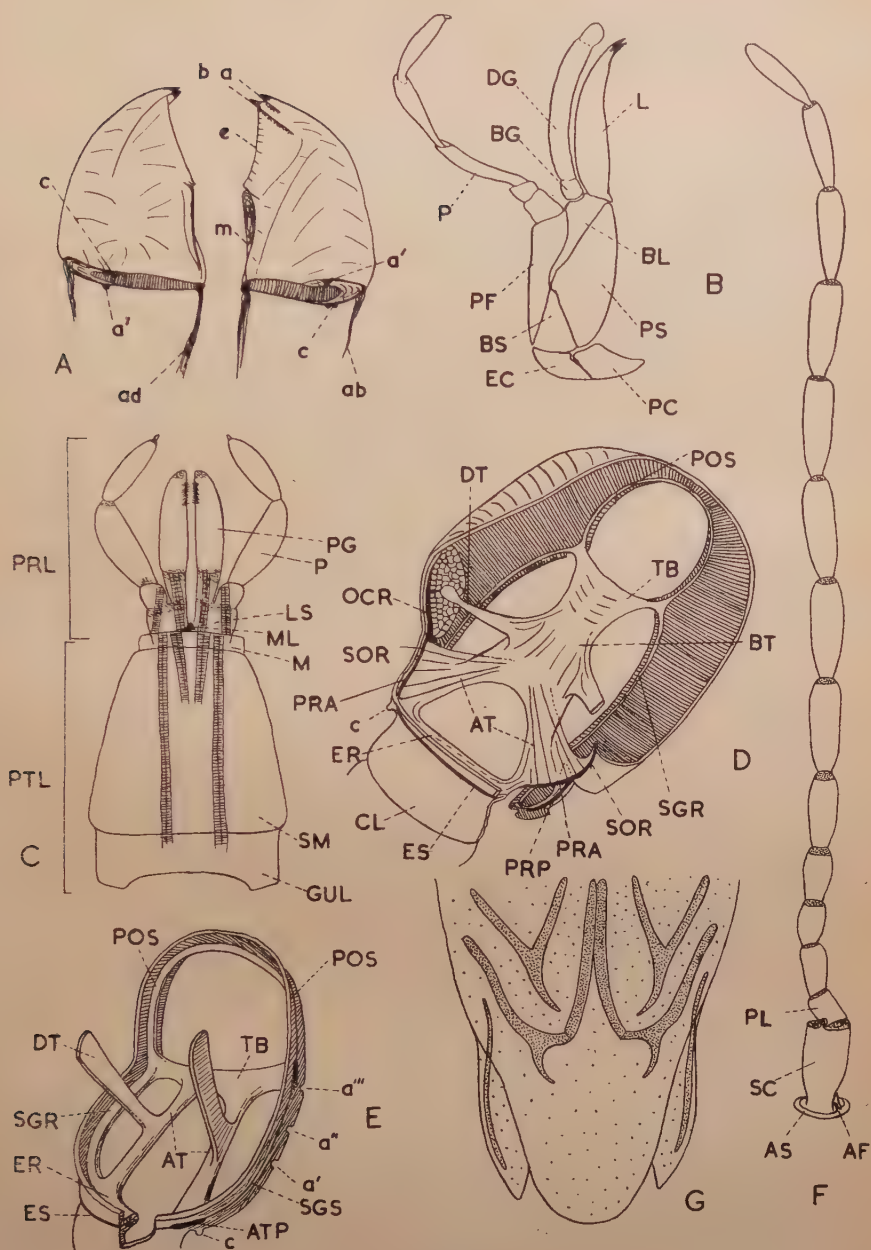 b a
e
c
m
a'
a'
c
A
ad
ab
DG
L
BG
P
BL
B
PF
PS
BS
EC
PC
PRL
PG
P
LS
ML
M
PTL
SM
C
GUL
DT
POS
TB
OCR
SOR
BT
PRA
c
AT
ER
D
CL
SGR
ES
SOR
PRA
PRP
POS
POS
DT
TB
a'''
SGR
E
a''
AT
ER
a'
SGS
ES
ATP
c
G
PL
SC
AS
AF
F